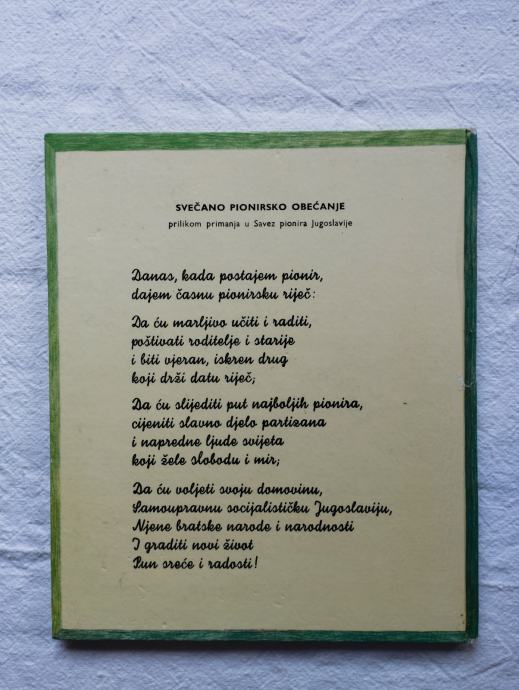 SVEČANO PIONIRSKO OBEĆANJE
prilikom primanja u Savez pionira Jugoslavije
Danas, kada postajem pionir,
dajem časnu pionirsku riječ:
Da ću marljivo učiti i raditi,
poštivati roditelje i starije
i biti vjeran, iskren drug
koji drži datu riječ;
Da ću slijediti put najboljih pionira,
cijeniti slavno djelo partizana
i napredne ljude svijeta
koji žele slobodu i mir;
Da ću voljeti svoju domovinu,
Samoupravnu socijalističku Jugoslaviju,
Njene bratske narode i narodnosti
I graditi novi život
Pun sreće i radosti!